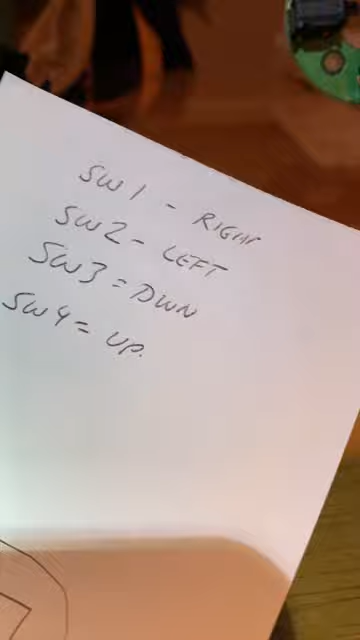 SW1 - RIGHT
SW2 - LEFT
SW3 = DWN
SW4 = UP.